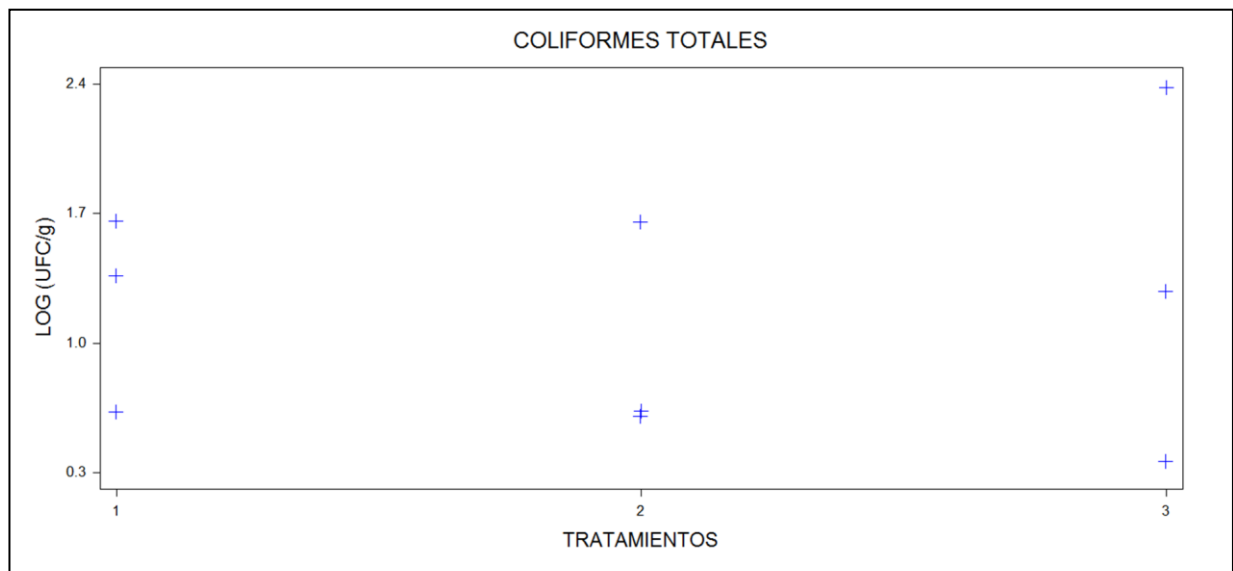 COLIFORMES TOTALES
2.4
1.7
1.0
0.3
LOG (UFC/g)
1 2 3
TRATAMIENTOS